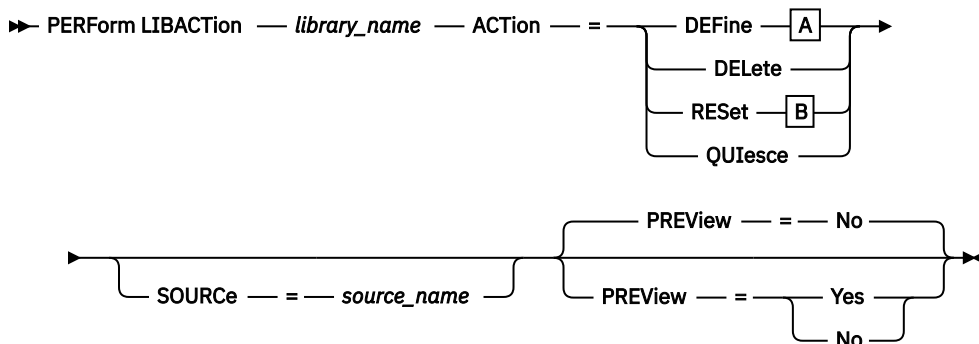 PERForm LIBACTion library_name ACTion = DEFine A
DELete
RESet B
QUIesce
PREView = No
SOURCe = source_name
PREView = Yes
No